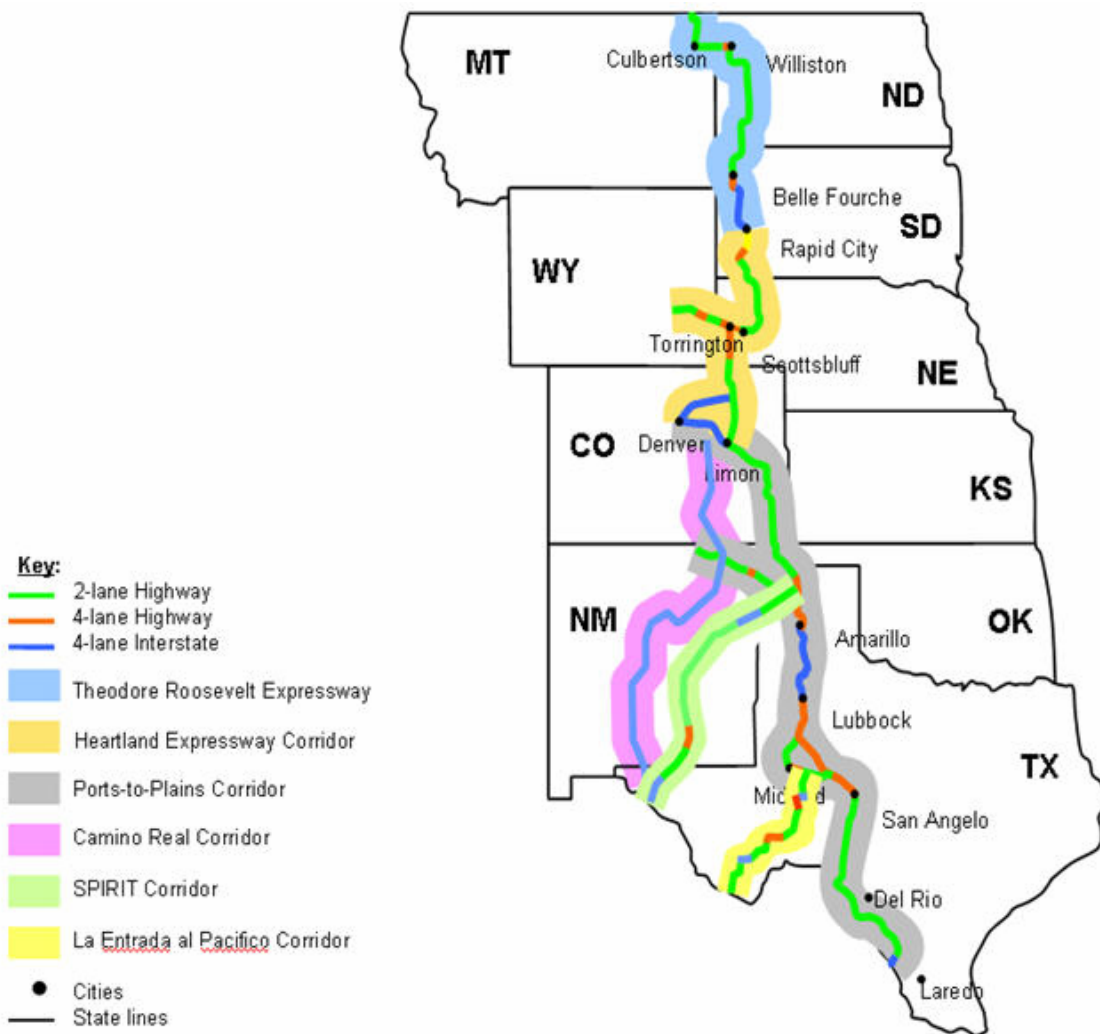 MT
Culbertson
Williston
ND
Belle Fourche
SD
Rapid City
WY
Torrington
Scottsbluff
NE
CO
Denver
Limon
KS
Key:
2-lane Highway
4-lane Highway
4-lane Interstate
Theodore Roosevelt Expressway
Heartland Expressway Corridor
Ports-to-Plains Corridor
Camino Real Corridor
SPIRIT Corridor
La Entrada al Pacifico Corridor
Cities
State lines
NM
OK
Amarillo
Lubbock
TX
Midland
San Angelo
Del Rio
Laredo